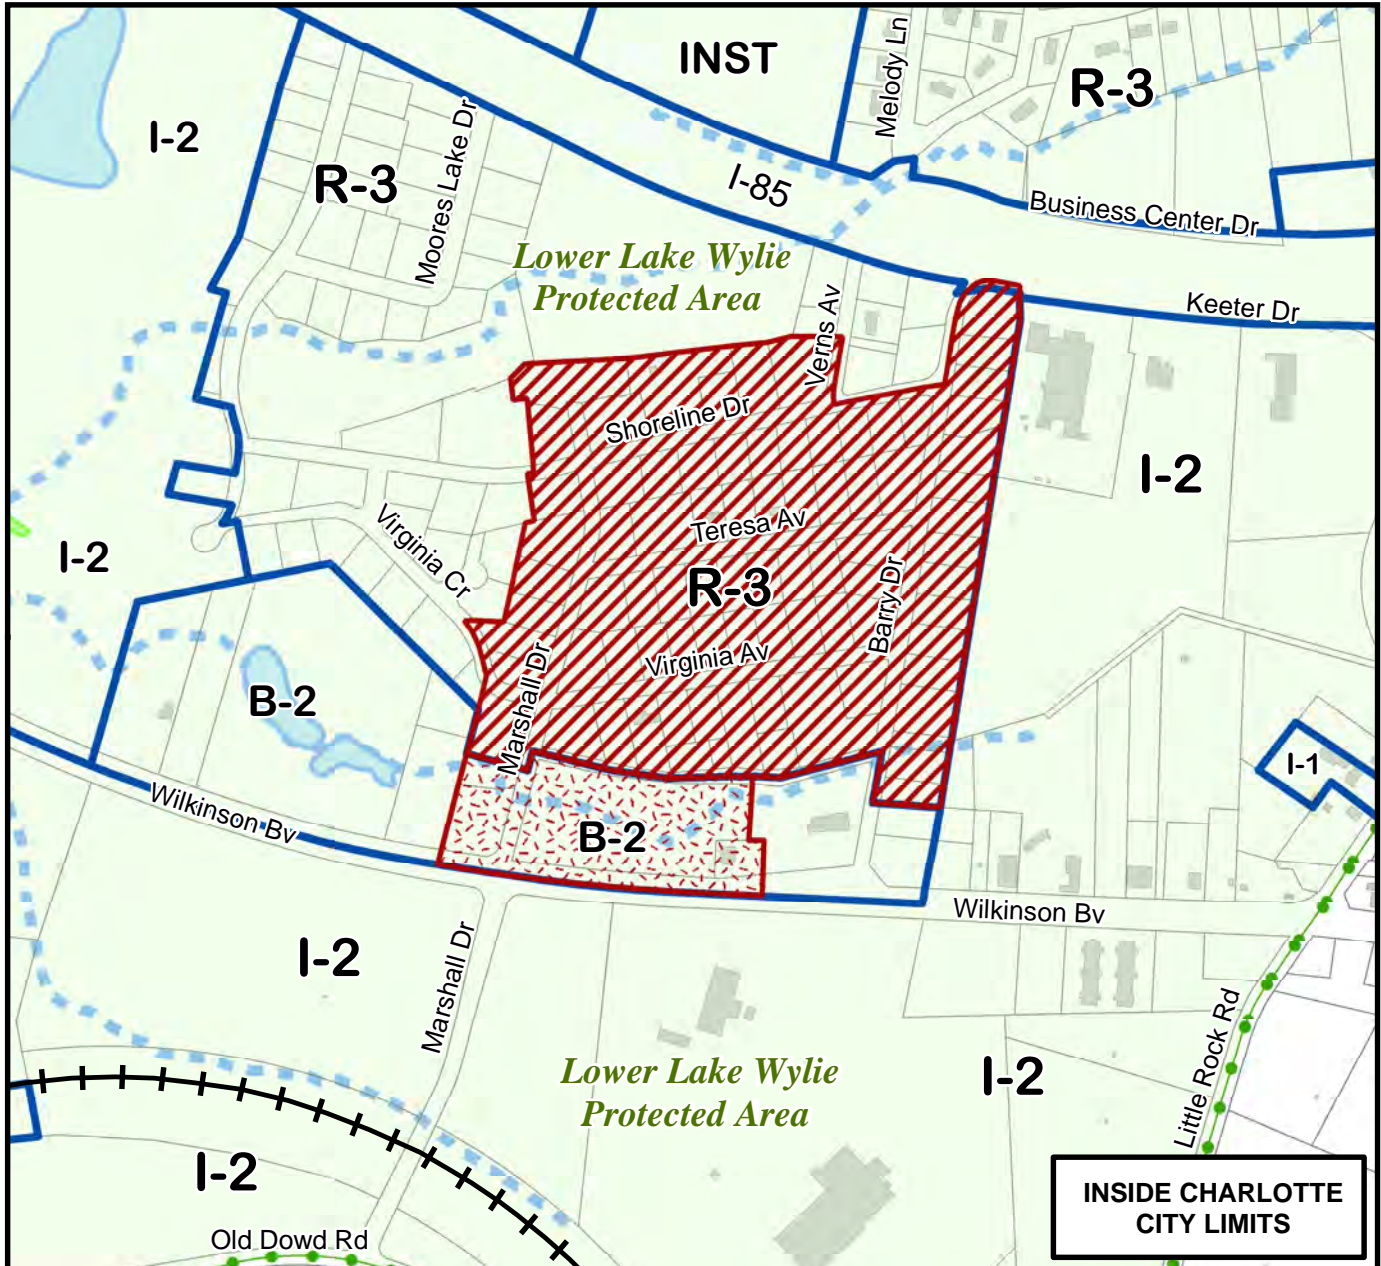 INST
Melody Ln
R-3
I-2
R-3
Moores Lake Dr
I-85
Business Center Dr
Lower Lake Wylie
Protected Area
Keeter Dr
Verns Av
Shoreline Dr
I-2
Teresa Av
Virginia Cr
I-2
R-3
Barry Dr
Virginia Av
Marshall Dr
B-2
I-1
Wilkinson Bv
B-2
Wilkinson Bv
I-2
Marshall Dr
Lower Lake Wylie
Protected Area
I-2
Little Rock Rd
I-2
INSIDE CHARLOTTE
CITY LIMITS
Old Dowd Rd